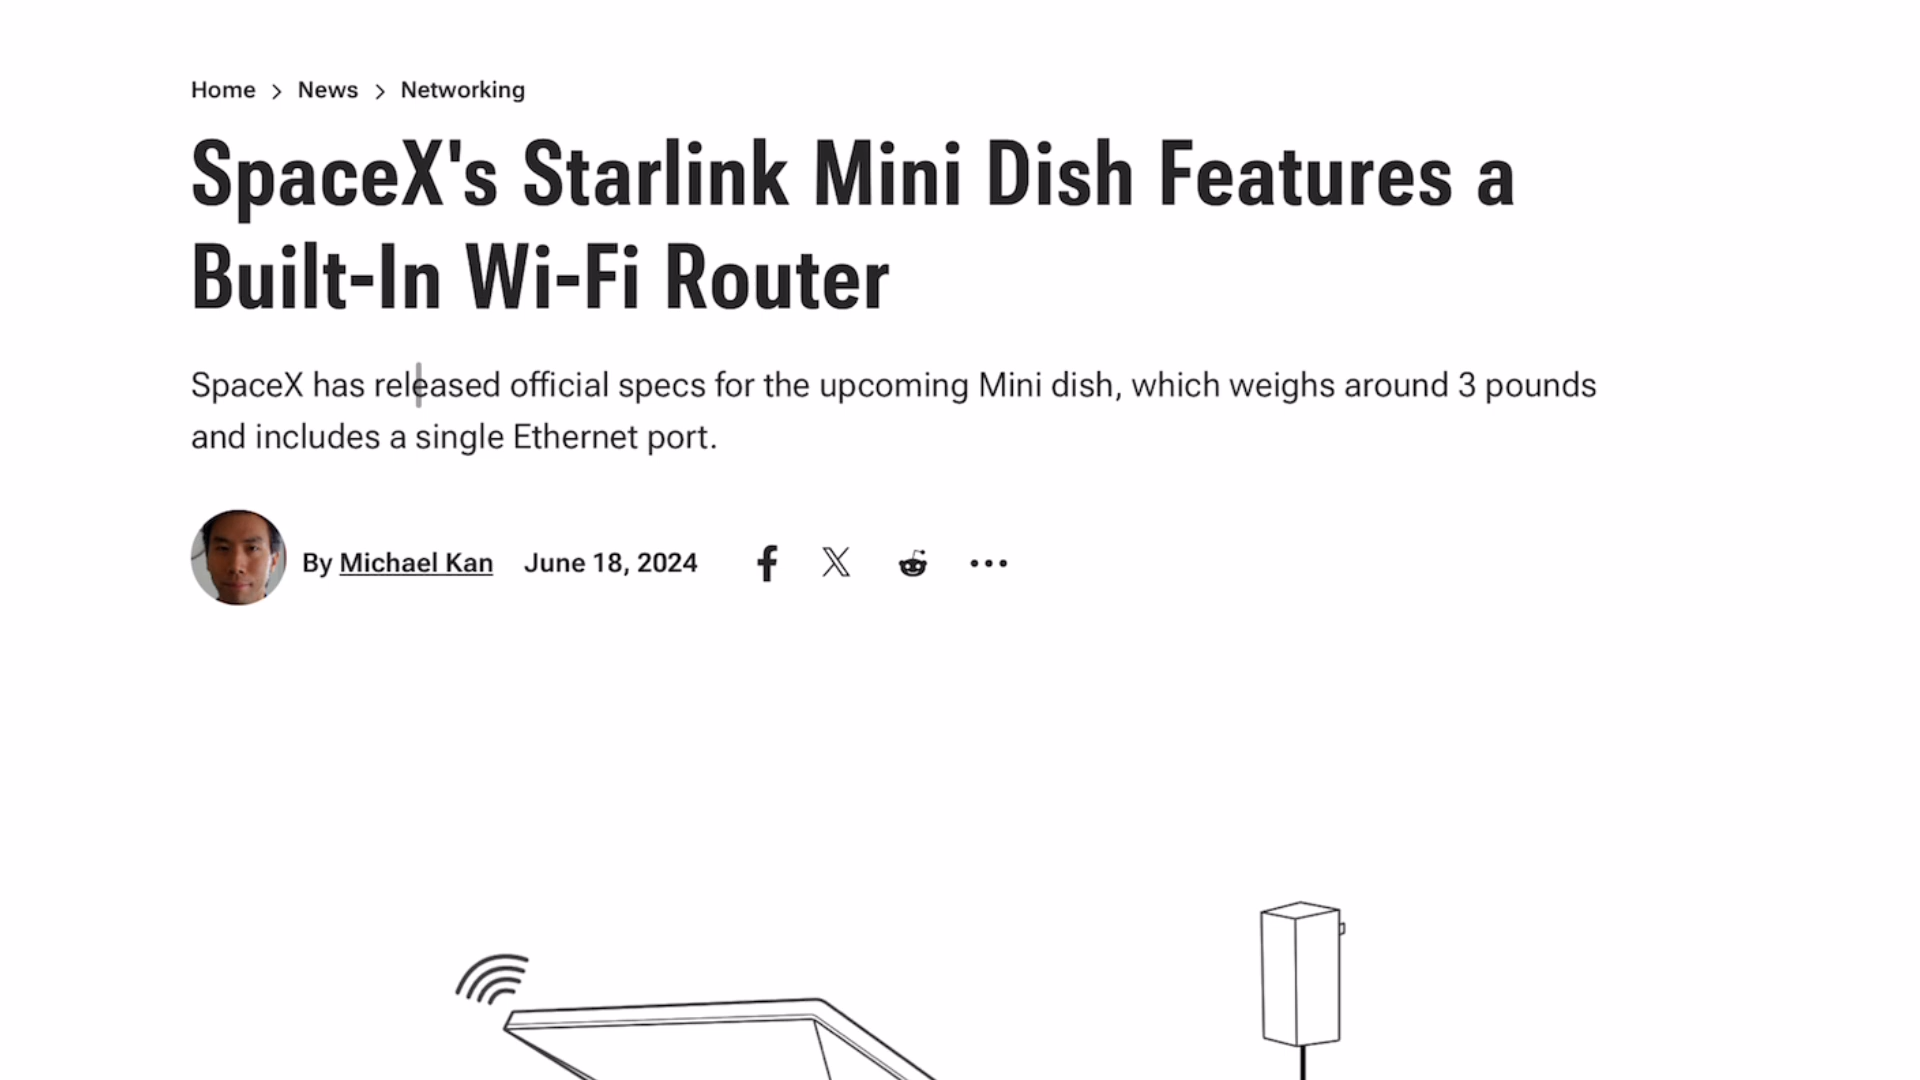 Home > News > Networking
SpaceX's Starlink Mini Dish Features a
Built-In Wi-Fi Router
SpaceX has released official specs for the upcoming Mini dish, which weighs around 3 pounds
and includes a single Ethernet port.
By Michael Kan June 18, 2024